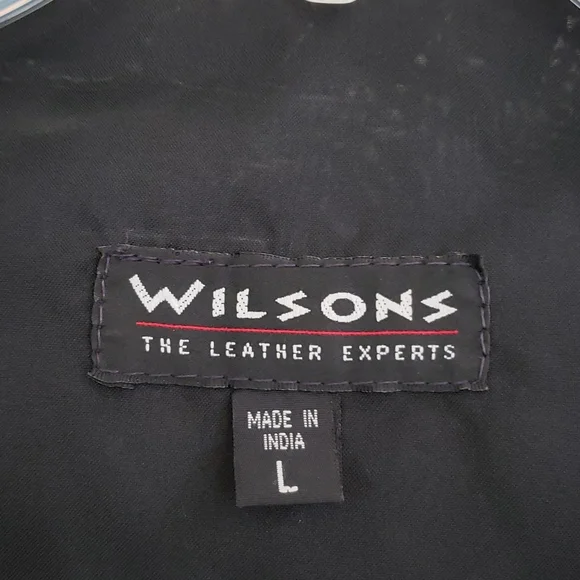 WILSONS
THE LEATHER EXPERTS
MADE IN
INDIA
L